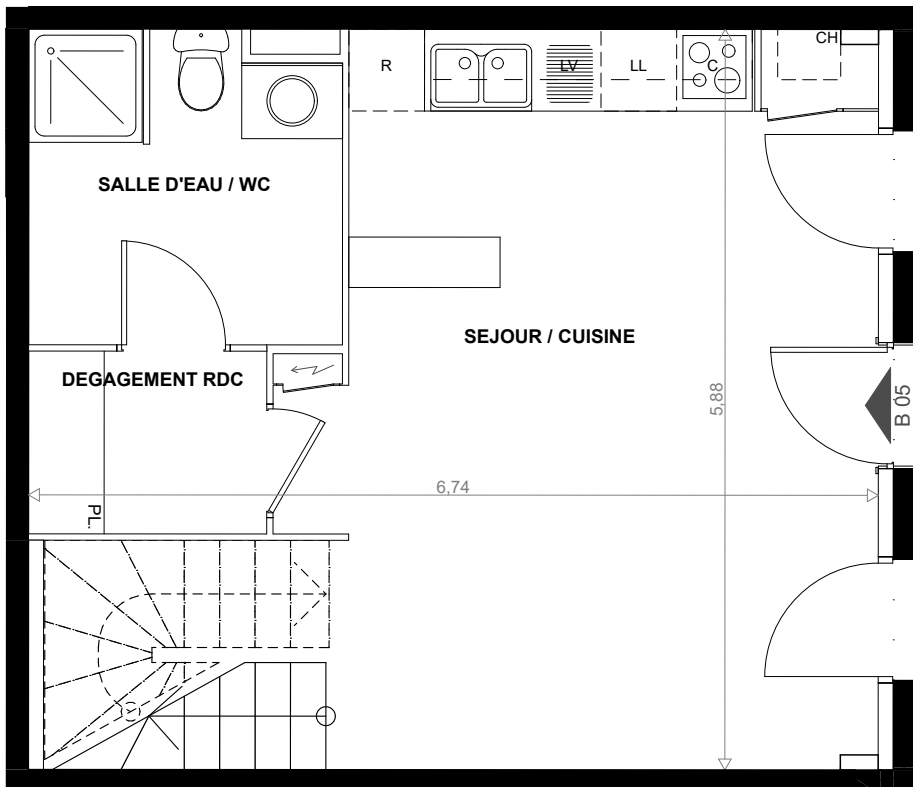 CH
R
LV
LL
C
SALLE D'EAU / WC
SEJOUR / CUISINE
DEGAGEMENT RDC
5,88
B 05
6,74
PL.